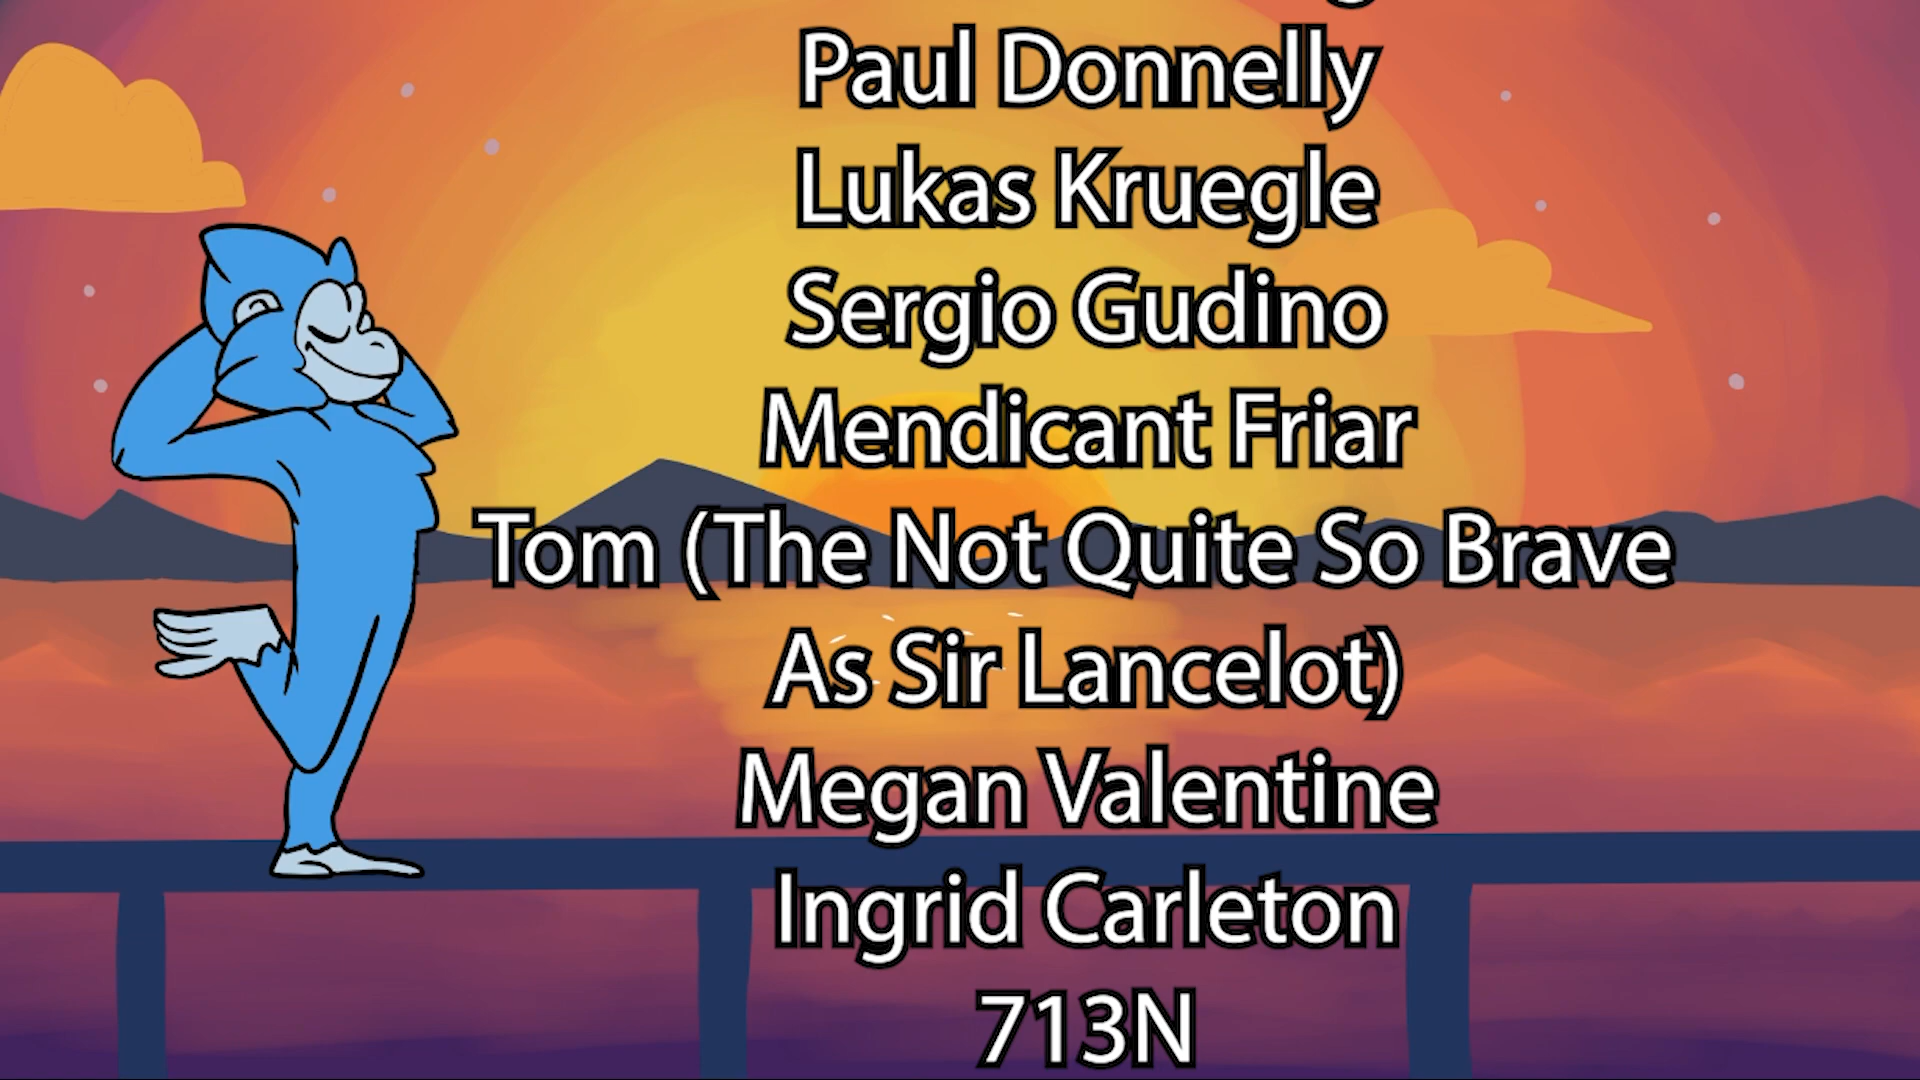 Paul Donnelly
Lukas Kruegle
Sergio Gudino
Mendicant Friar
Tom (The Not Quite So Brave
As Sir Lancelot)
Megan Valentine
Ingrid Carleton
713N